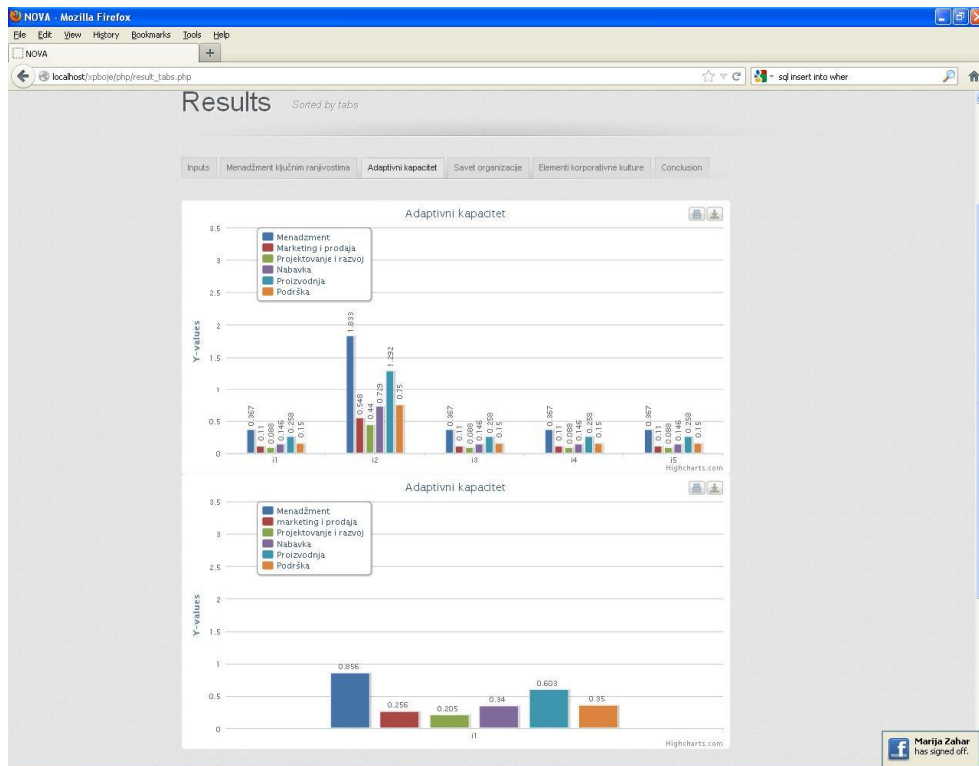 NOVA - Mozilla Firefox
File Edit View History Bookmarks Tools Help
NOVA
localhost/xpboje/php/result_tabs.php
sql insert into wher
Results Sorted by tabs
Inputs Menadžment ključnim ranjivostima Adaptivni kapacitet Savet organizacije Elementi korporativne kulture Conclusion
Adaptivni kapacitet
Menadzment
Marketing i prodaja
Projektovanje i razvoj
Nabavka
Proizvodnja
Podrška
Y-values
3.5
3
2.5
2
1.5
1
0.5
0
0.367 0.11 0.088 0.146 0.258 0.15
1.833 0.548 0.44 0.729 1.292 0.75
0.367 0.11 0.088 0.146 0.258 0.15
0.367 0.11 0.088 0.146 0.258 0.15
0.367 0.11 0.088 0.146 0.258 0.15
i1 i2 i3 i4 i5
Highcharts.com
Adaptivni kapacitet
Menadžment
marketing i prodaja
Projektovanje i razvoj
Nabavka
Proizvodnja
Podrška
Y-values
3.5
3
2.5
2
1.5
1
0.5
0
0.856 0.256 0.205 0.34 0.603 0.35
i1
Highcharts.com
Marija Zahar
has signed off.